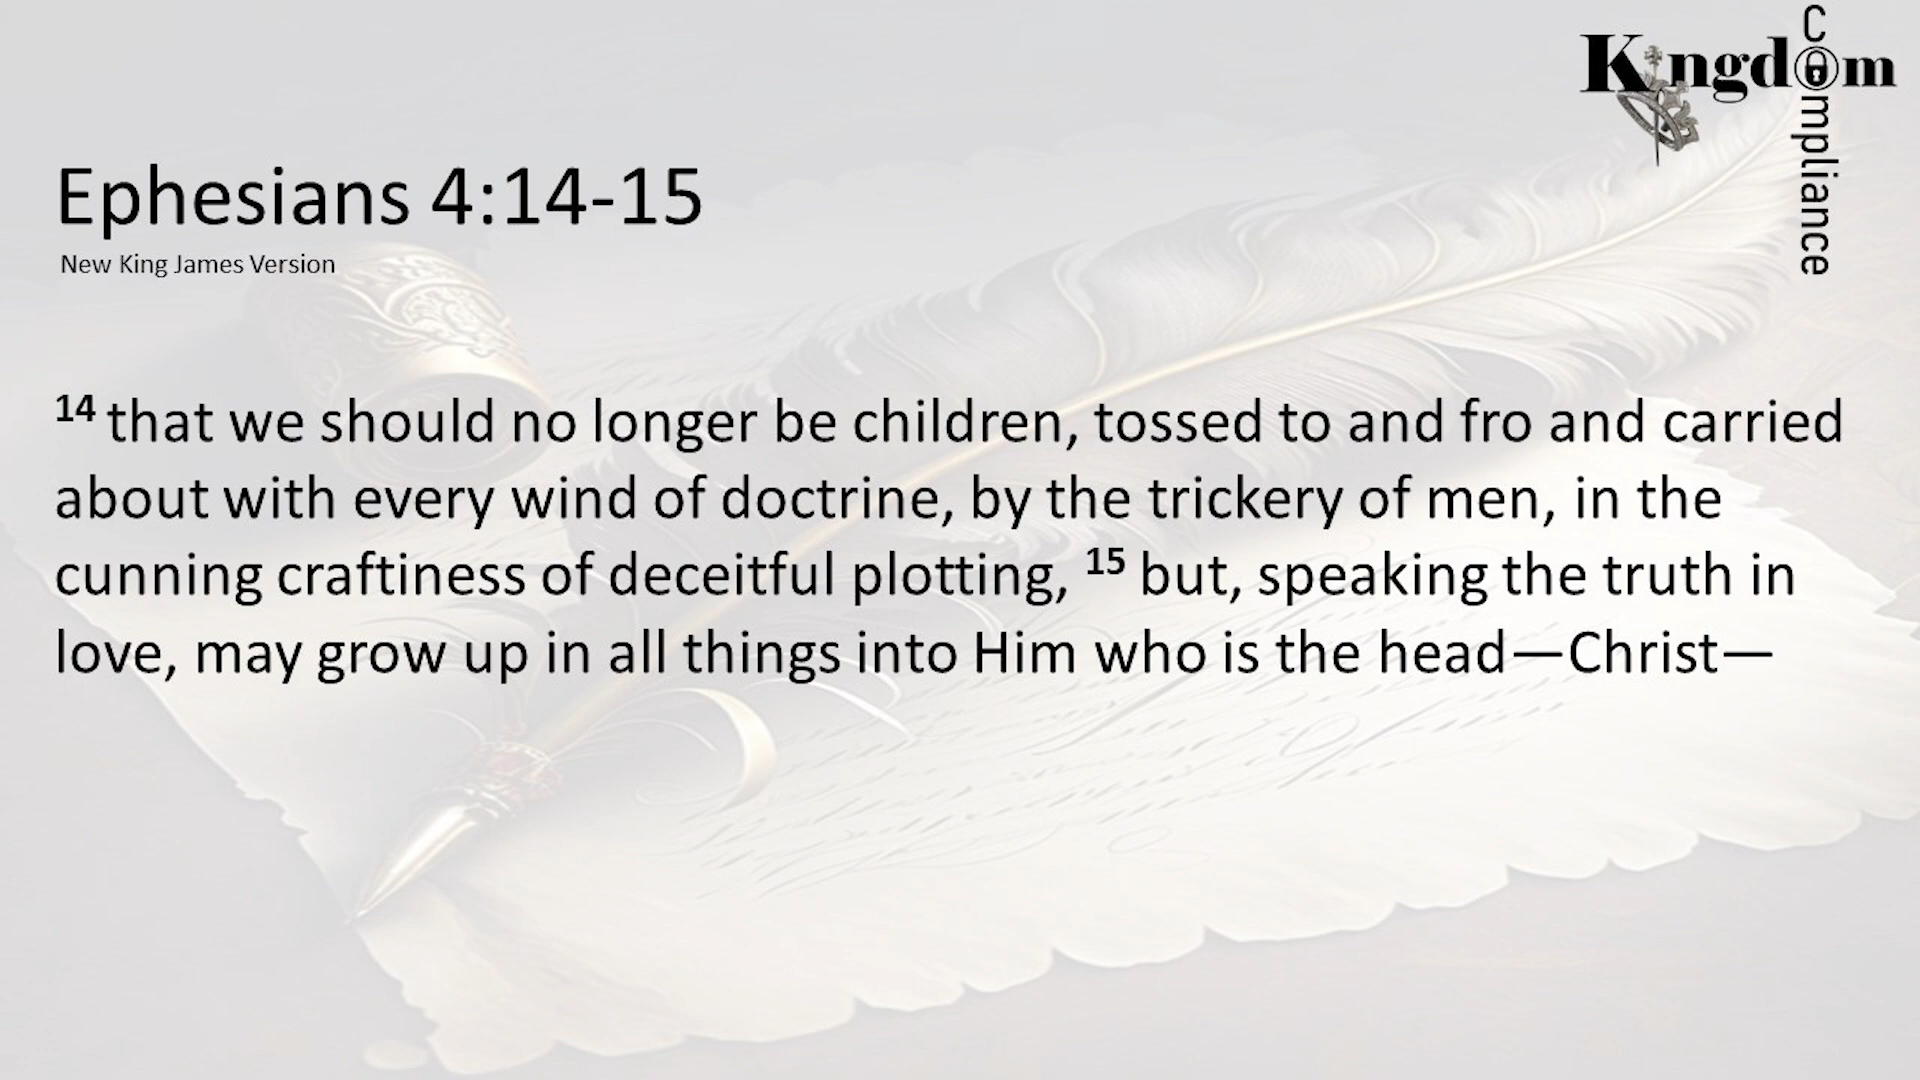 Kingdom
Compliance
Ephesians 4:14-15
New King James Version
14 that we should no longer be children, tossed to and fro and carried
about with every wind of doctrine, by the trickery of men, in the
cunning craftiness of deceitful plotting, 15 but, speaking the truth in
love, may grow up in all things into Him who is the head—Christ—